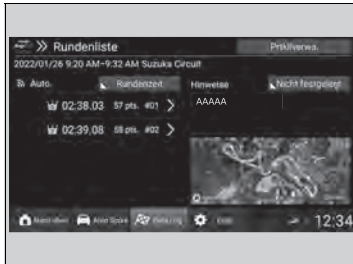 >> Rundenliste
2022/01/26 9:20 AM-9:32 AM Suzuka Circuit
Auto. Rundenzeit Hinweise Nicht festgelegt
02:38.03 57 pts. #01 >
AAAAA
02:39.08 58 pts. #02 >
12:34